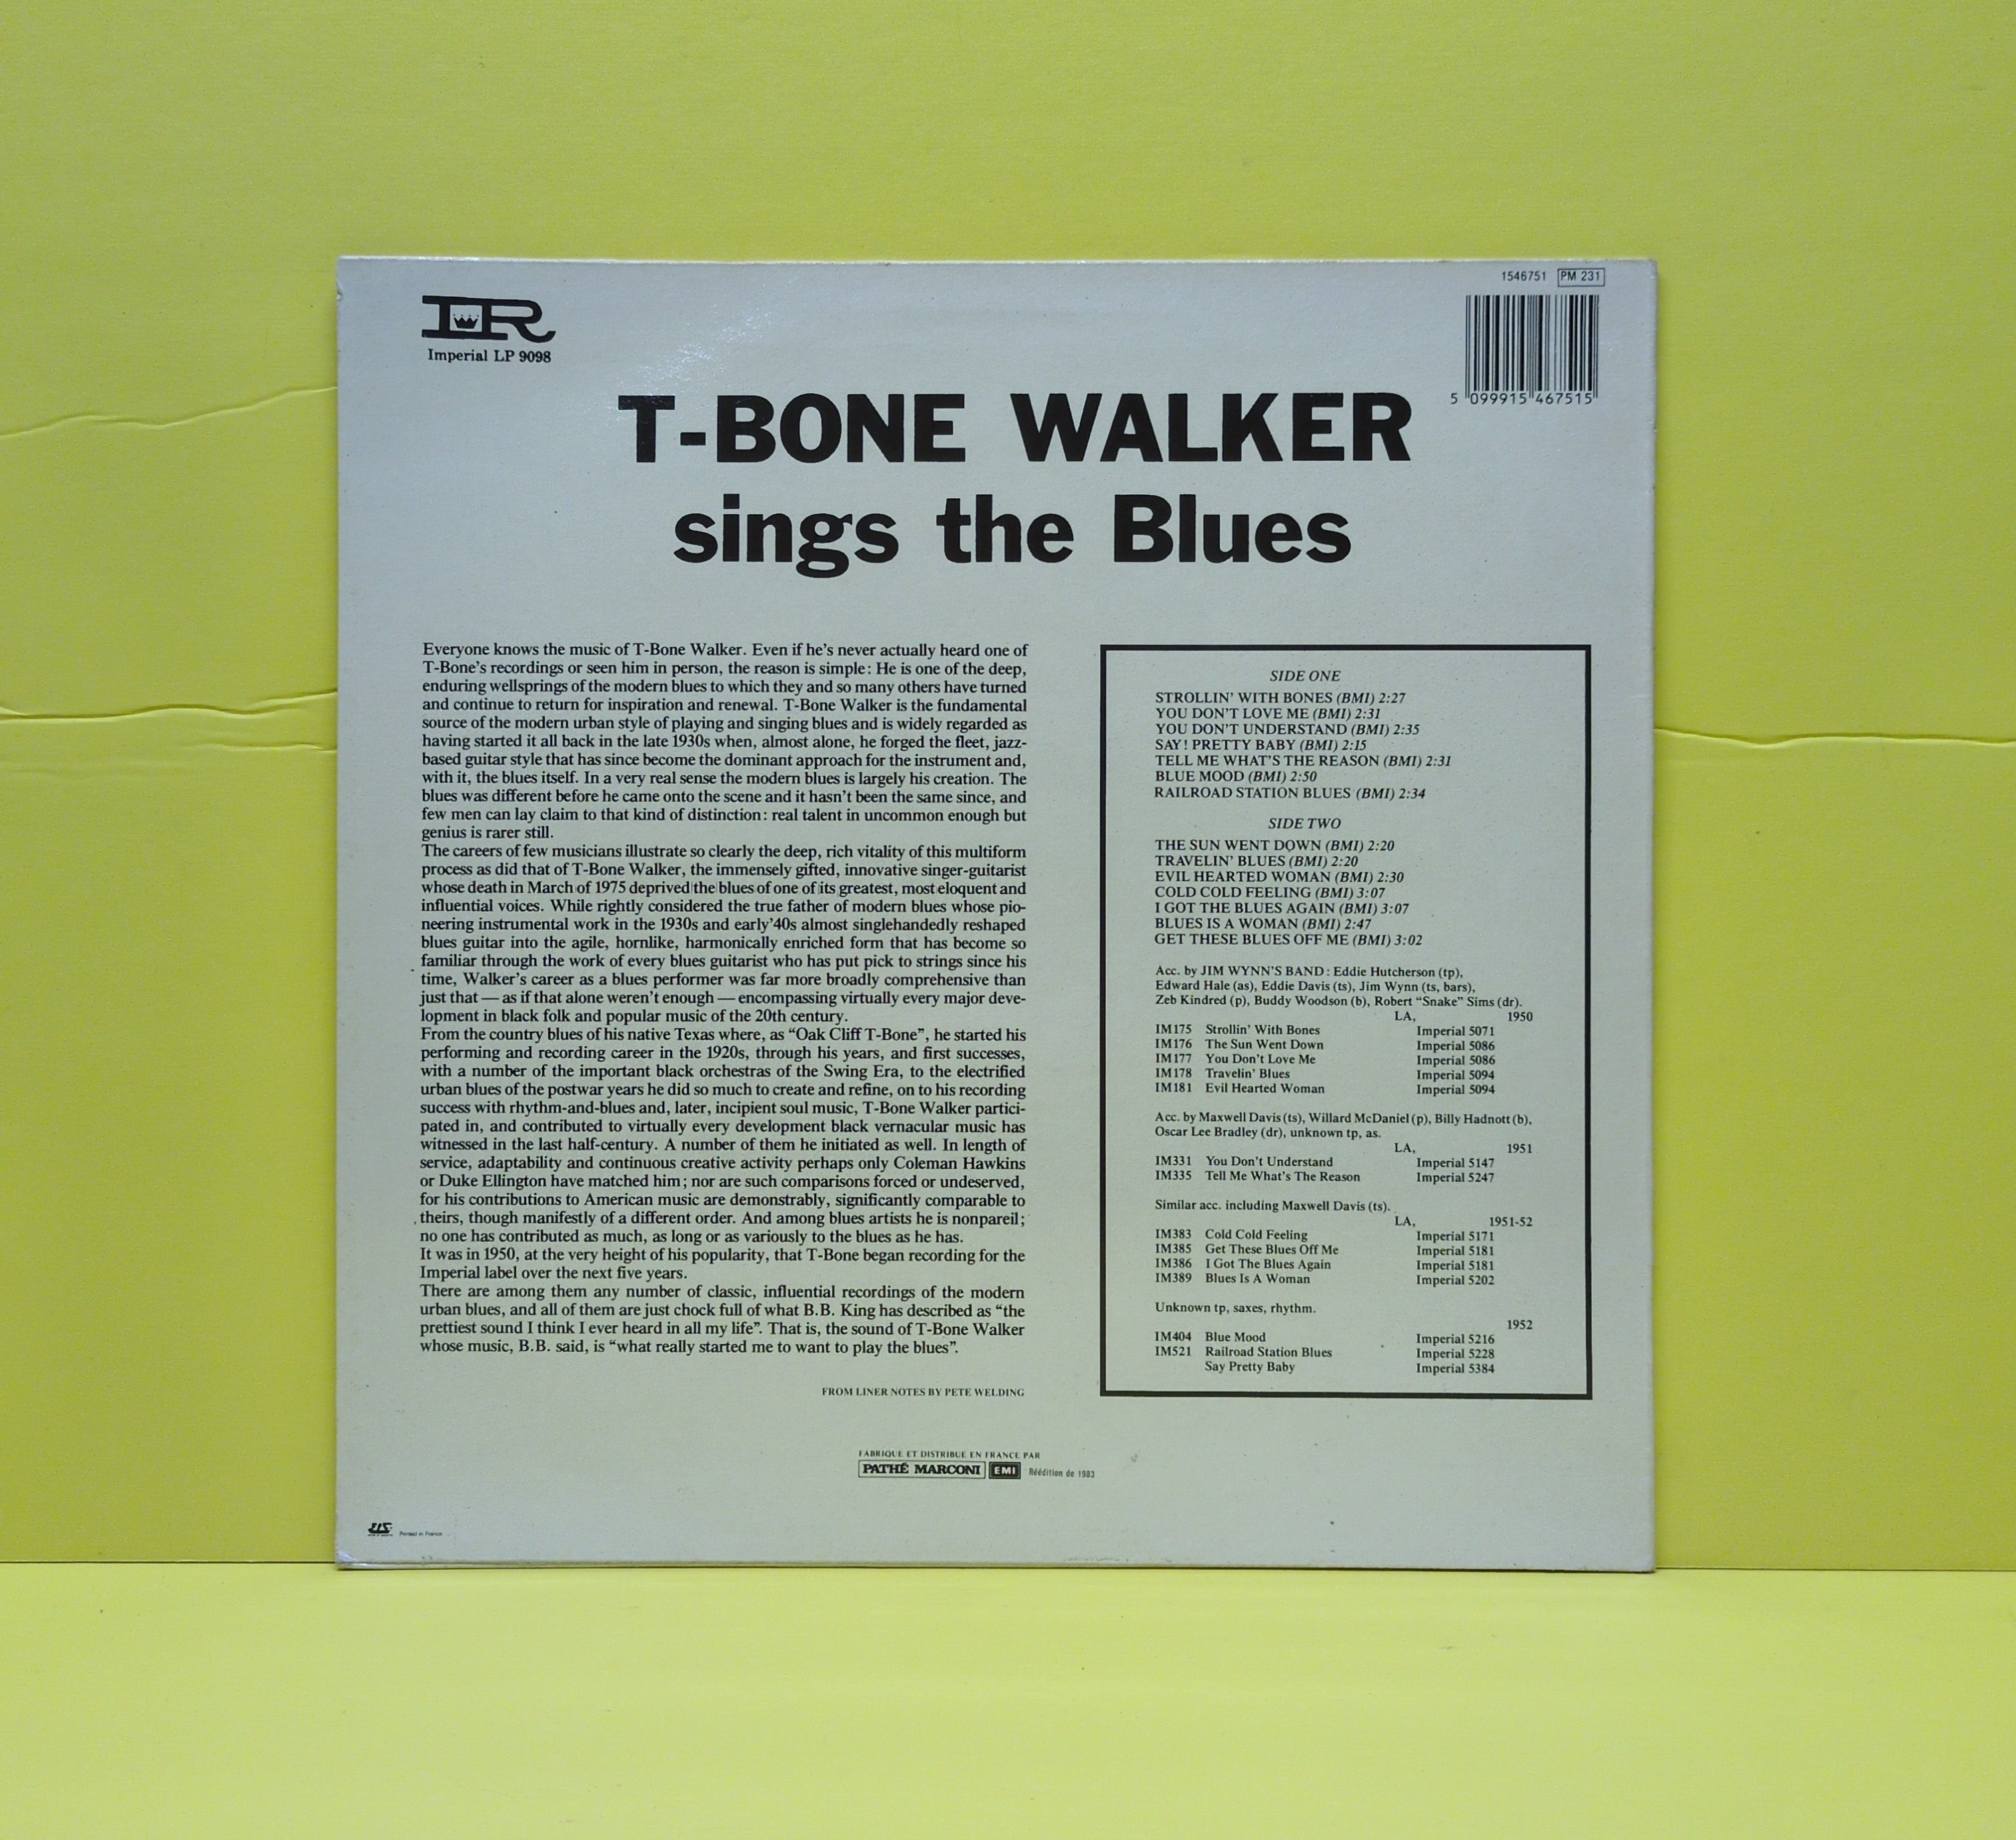 1546751 PM 231
IR
Imperial LP 9098
5 099915 467515
T-BONE WALKER
sings the Blues
Everyone knows the music of T-Bone Walker. Even if he's never actually heard one of
T-Bone's recordings or seen him in person, the reason is simple: He is one of the deep,
enduring wellsprings of the modern blues to which they and so many others have turned
and continue to return for inspiration and renewal. T-Bone Walker is the fundamental
source of the modern urban style of playing and singing blues and is widely regarded as
having started it all back in the late 1930s when, almost alone, he forged the fleet, jazz-
based guitar style that has since become the dominant approach for the instrument and,
with it, the blues itself. In a very real sense the modern blues is largely his creation. The
blues was different before he came onto the scene and it hasn't been the same since, and
few men can lay claim to that kind of distinction: real talent in uncommon enough but
genius is rarer still.
The careers of few musicians illustrate so clearly the deep, rich vitality of this multiform
process as did that of T-Bone Walker, the immensely gifted, innovative singer-guitarist
whose death in March of 1975 deprived the blues of one of its greatest, most eloquent and
influential voices. While rightly considered the true father of modern blues whose pio-
neering instrumental work in the 1930s and early'40s almost singlehandedly reshaped
blues guitar into the agile, hornlike, harmonically enriched form that has become so
familiar through the work of every blues guitarist who has put pick to strings since his
time, Walker's career as a blues performer was far more broadly comprehensive than
just that — as if that alone weren't enough — encompassing virtually every major deve-
lopment in black folk and popular music of the 20th century.
From the country blues of his native Texas where, as “Oak Cliff T-Bone”, he started his
performing and recording career in the 1920s, through his years, and first successes,
with a number of the important black orchestras of the Swing Era, to the electrified
urban blues of the postwar years he did so much to create and refine, on to his recording
success with rhythm-and-blues and, later, incipient soul music, T-Bone Walker partici-
pated in, and contributed to virtually every development black vernacular music has
witnessed in the last half-century. A number of them he initiated as well. In length of
service, adaptability and continuous creative activity perhaps only Coleman Hawkins
or Duke Ellington have matched him; nor are such comparisons forced or undeserved,
for his contributions to American music are demonstrably, significantly comparable to
theirs, though manifestly of a different order. And among blues artists he is nonpareil;
no one has contributed as much, as long or as variously to the blues as he has.
It was in 1950, at the very height of his popularity, that T-Bone began recording for the
Imperial label over the next five years.
There are among them any number of classic, influential recordings of the modern
urban blues, and all of them are just chock full of what B.B. King has described as “the
prettiest sound I think I ever heard in all my life”. That is, the sound of T-Bone Walker
whose music, B.B. said, is “what really started me to want to play the blues”.
FROM LINER NOTES BY PETE WELDING
SIDE ONE
STROLLIN' WITH BONES (BMI) 2:27
YOU DON'T LOVE ME (BMI) 2:31
YOU DON'T UNDERSTAND (BMI) 2:35
SAY! PRETTY BABY (BMI) 2:15
TELL ME WHAT'S THE REASON (BMI) 2:31
BLUE MOOD (BMI) 2:50
RAILROAD STATION BLUES (BMI) 2:34
SIDE TWO
THE SUN WENT DOWN (BMI) 2:20
TRAVELIN' BLUES (BMI) 2:20
EVIL HEARTED WOMAN (BMI) 2:30
COLD COLD FEELING (BMI) 3:07
I GOT THE BLUES AGAIN (BMI) 3:07
BLUES IS A WOMAN (BMI) 2:47
GET THESE BLUES OFF ME (BMI) 3:02
Acc. by JIM WYNN'S BAND: Eddie Hutcherson (tp),
Edward Hale (as), Eddie Davis (ts), Jim Wynn (ts, bars),
Zeb Kindred (p), Buddy Woodson (b), Robert “Snake” Sims (dr).
LA, 1950
IM175 Strollin' With Bones Imperial 5071
IM176 The Sun Went Down Imperial 5086
IM177 You Don't Love Me Imperial 5086
IM178 Travelin' Blues Imperial 5094
IM181 Evil Hearted Woman Imperial 5094
Acc. by Maxwell Davis (ts), Willard McDaniel (p), Billy Hadnott (b),
Oscar Lee Bradley (dr), unknown tp, as.
LA, 1951
IM331 You Don't Understand Imperial 5147
IM335 Tell Me What's The Reason Imperial 5247
Similar acc. including Maxwell Davis (ts).
LA, 1951-52
IM383 Cold Cold Feeling Imperial 5171
IM385 Get These Blues Off Me Imperial 5181
IM386 I Got The Blues Again Imperial 5181
IM389 Blues Is A Woman Imperial 5202
Unknown tp, saxes, rhythm.
1952
IM404 Blue Mood Imperial 5216
IM521 Railroad Station Blues Imperial 5228
Say Pretty Baby Imperial 5384
FABRIQUE ET DISTRIBUE EN FRANCE PAR
PATHÉ MARCONI EMI Réédition de 1983
Printed in France